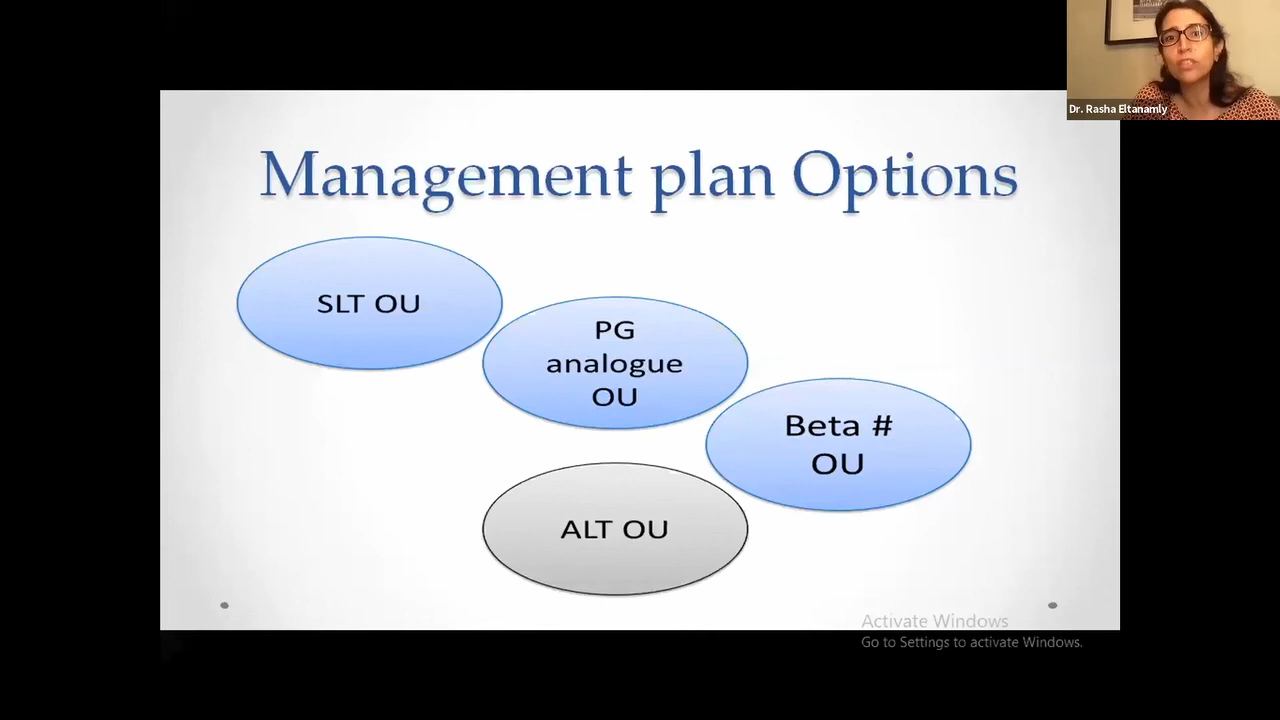 Dr. Rasha Eltanamly
Management plan Options
SLT OU
PG
analogue
OU
Beta #
OU
ALT OU
Activate Windows
Go to Settings to activate Windows.